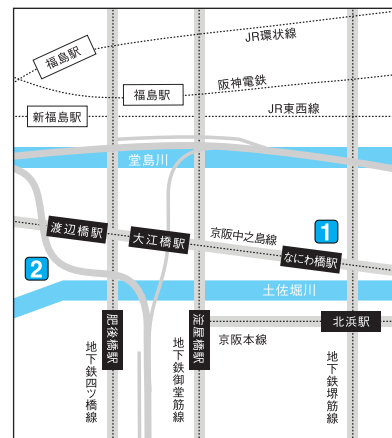 JR環状線
福島駅
阪神電鉄
福島駅
JR東西線
新福島駅
堂島川
渡辺橋駅
大江橋駅
京阪中之島線
1
なにわ橋駅
2
土佐堀川
肥後橋駅
淀屋橋駅
北浜駅
京阪本線
地下鉄四ツ橋線
地下鉄御堂筋線
地下鉄堺筋線